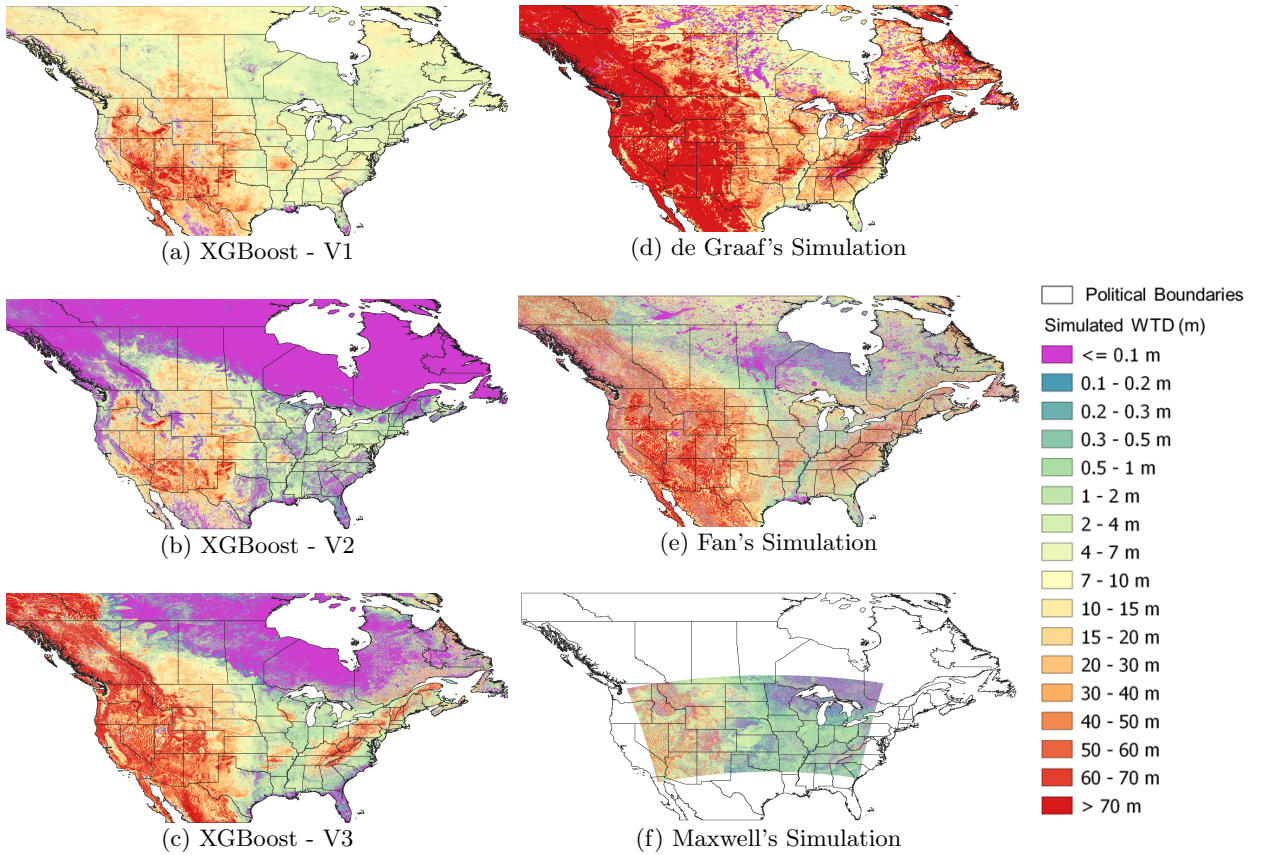 (a) XGBoost - V1
(d) de Graaf's Simulation
(b) XGBoost - V2
(e) Fan's Simulation
(c) XGBoost - V3
(f) Maxwell's Simulation
Political Boundaries
Simulated WTD (m)
<= 0.1 m
0.1 - 0.2 m
0.2 - 0.3 m
0.3 - 0.5 m
0.5 - 1 m
1 - 2 m
2 - 4 m
4 - 7 m
7 - 10 m
10 - 15 m
15 - 20 m
20 - 30 m
30 - 40 m
40 - 50 m
50 - 60 m
60 - 70 m
> 70 m